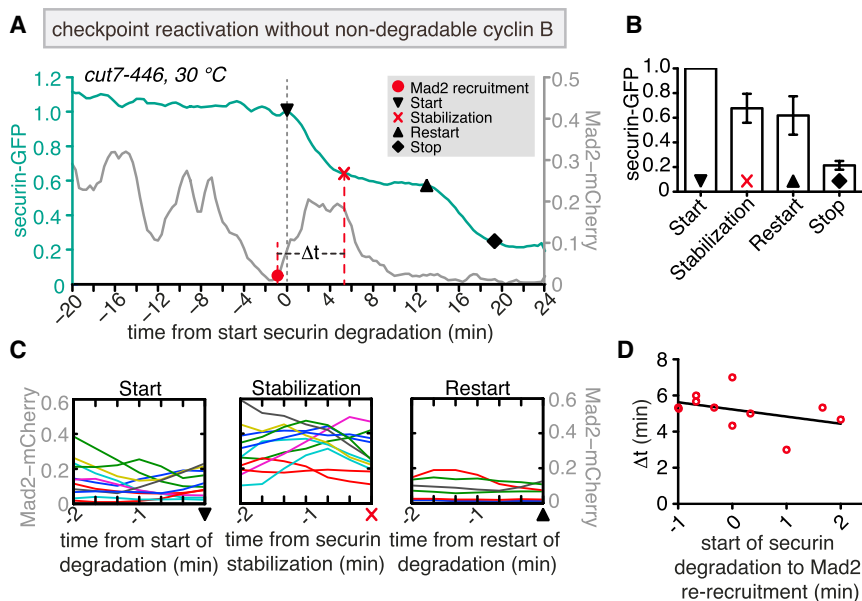 A
checkpoint reactivation without non-degradable cyclin B
cut7-446, 30 °C
1.2
1.0
0.8
0.6
0.4
0.2
0
securin-GFP
0.5
0.4
0.3
0.2
0.1
0
Mad2−mCherry
Mad2 recruitment
Start
Stabilization
Restart
Stop
Δt
−20
−16
−12
−8
−4
0
4
8
12
16
20
24
time from start securin degradation (min)
B
securin-GFP
1.0
0.8
0.6
0.4
0.2
0
Start
Stabilization
Restart
Stop
C
Mad2−mCherry
0.6
0.4
0.2
0
Start
-2
-1
time from start of
degradation (min)
Stabilization
-2
-1
time from securin
stabilization (min)
Restart
-2
-1
time from restart of
degradation (min)
0.6
0.4
0.2
0
Mad2−mCherry
D
Δt (min)
8
6
4
2
0
-1
0
1
2
start of securin
degradation to Mad2
re-recruitment (min)